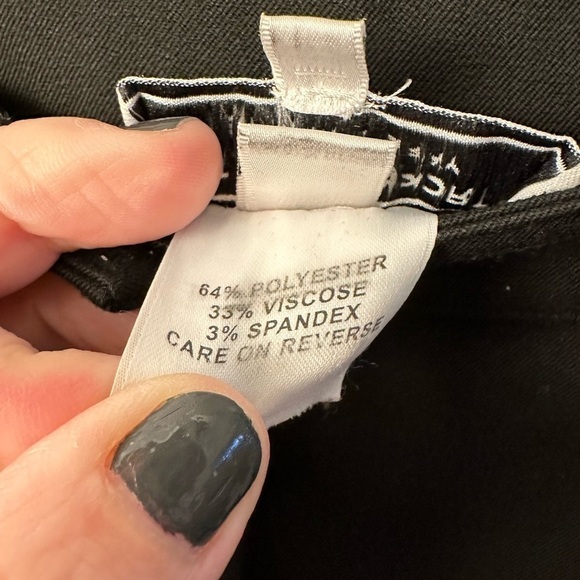 64% POLYESTER
33% VISCOSE
3% SPANDEX
CARE ON REVERSE